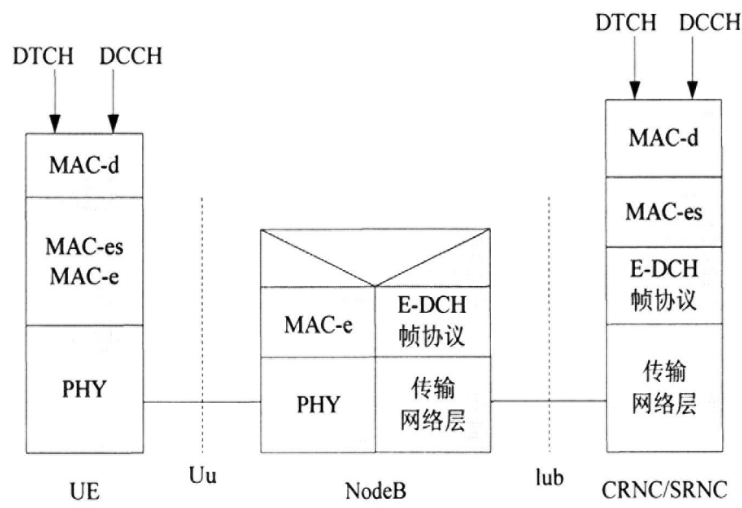 DTCH DCCH
MAC-d
MAC-es
MAC-e
PHY
UE
Uu
MAC-e
PHY
E-DCH
帧协议
传输
网络层
NodeB
lub
DTCH DCCH
MAC-d
MAC-es
E-DCH
帧协议
传输
网络层
CRNC/SRNC